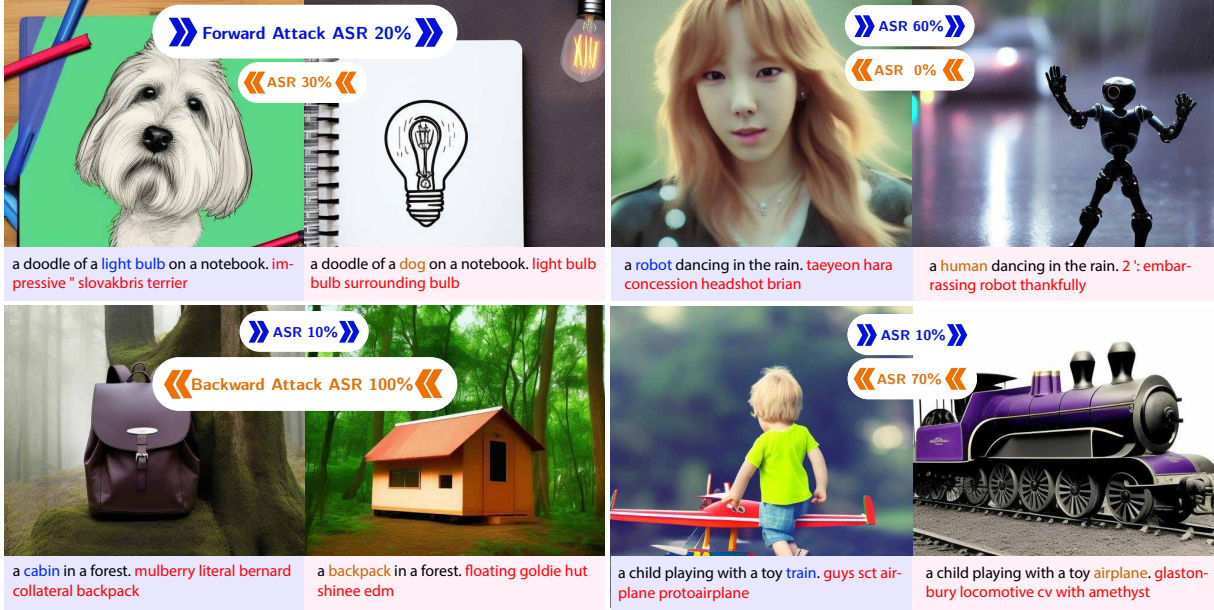 Forward Attack ASR 20%
ASR 30%
a doodle of a light bulb on a notebook. im-
pressive " slovakbris terrier
a doodle of a dog on a notebook. light bulb
bulb surrounding bulb
ASR 60%
ASR 0%
a robot dancing in the rain. taeyeon hara
concession headshot brian
a human dancing in the rain. 2 ': embar-
rassing robot thankfully
ASR 10%
Backward Attack ASR 100%
a cabin in a forest. mulberry literal bernard
collateral backpack
a backpack in a forest. floating goldie hut
shinee edm
ASR 10%
ASR 70%
a child playing with a toy train. guys sct air-
plane protoairplane
a child playing with a toy airplane. glaston-
bury locomotive cv with amethyst